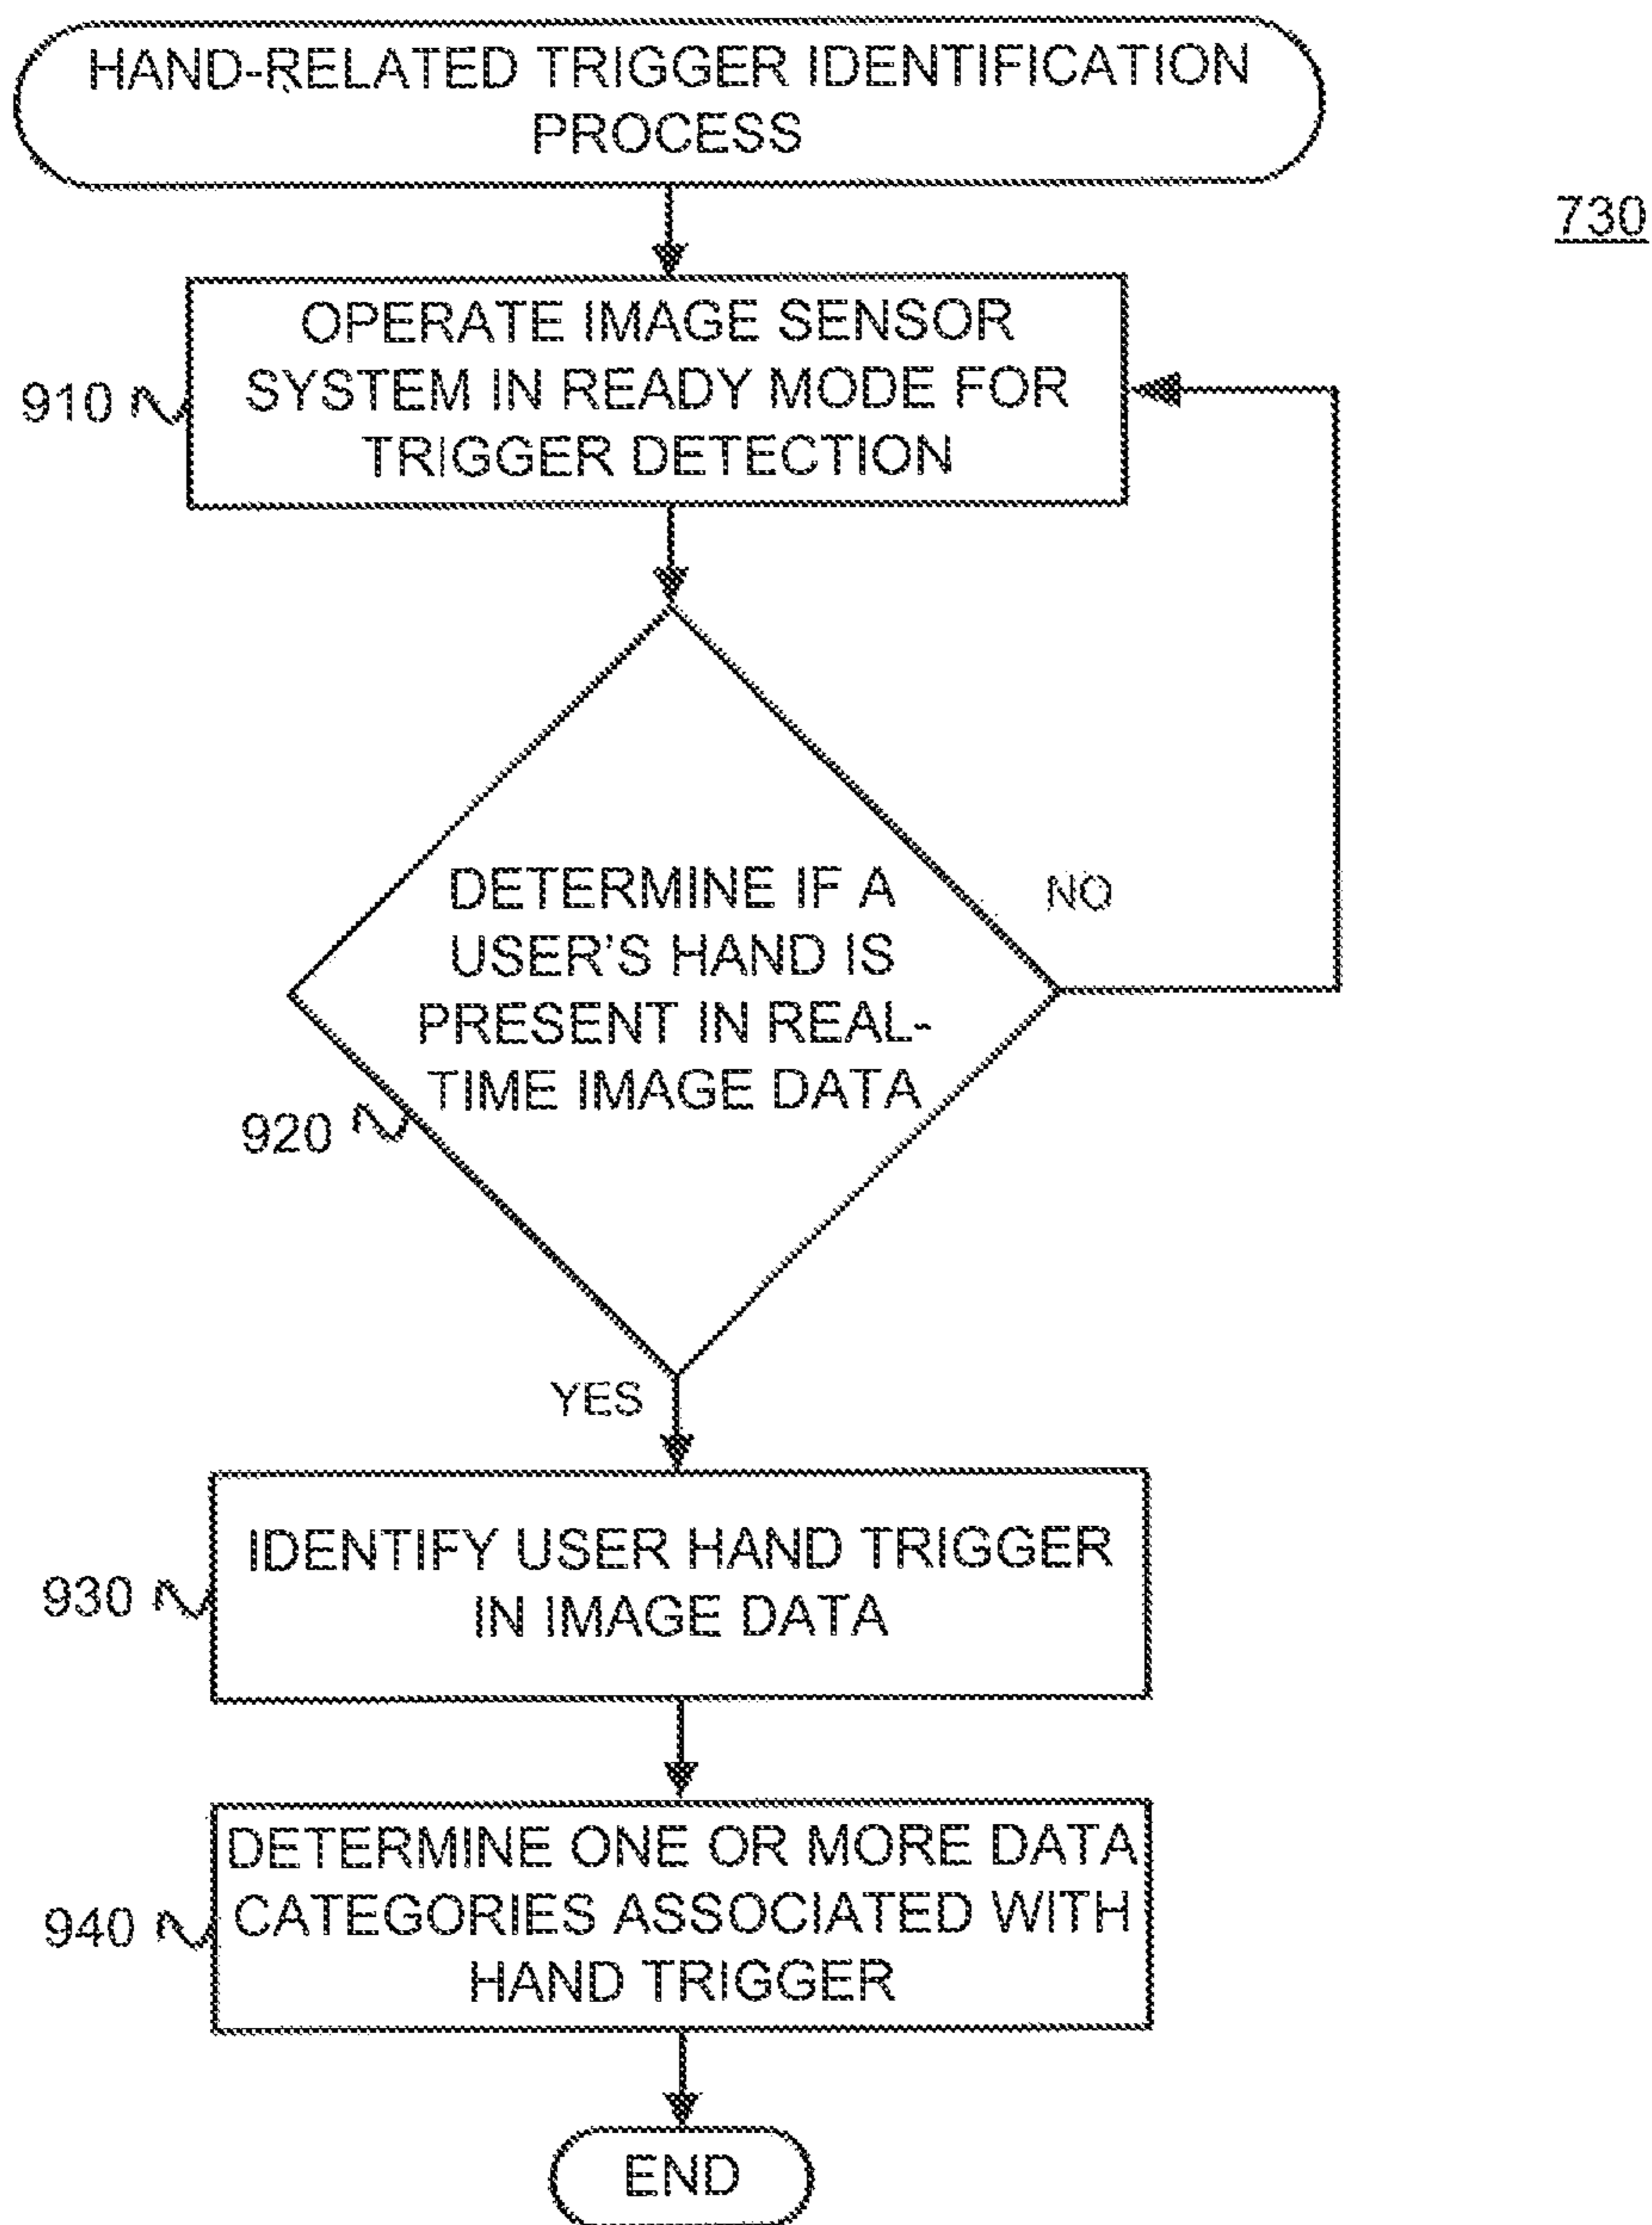 HAND-RELATED TRIGGER IDENTIFICATION
PROCESS
730
OPERATE IMAGE SENSOR
SYSTEM IN READY MODE FOR
TRIGGER DETECTION
910
DETERMINE IF A
USER'S HAND IS
PRESENT IN REAL-
TIME IMAGE DATA
NO
920
YES
IDENTIFY USER HAND TRIGGER
IN IMAGE DATA
930
DETERMINE ONE OR MORE DATA
CATEGORIES ASSOCIATED WITH
HAND TRIGGER
940
END